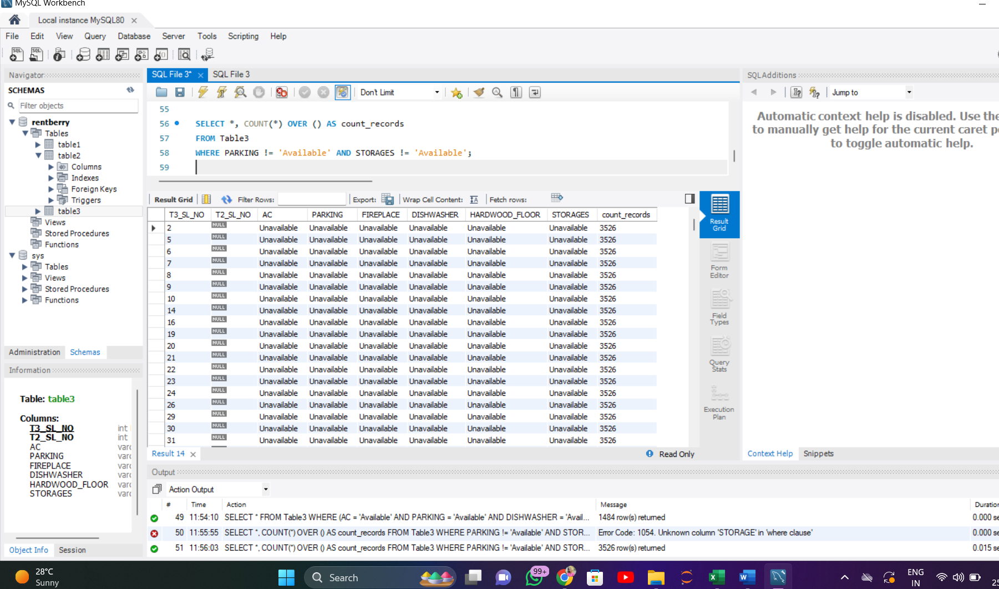 MySQL Workbench
Local instance MySQL80
File Edit View Query Database Server Tools Scripting Help
Navigator
SCHEMAS
Filter objects
rentberry
Tables
table1
table2
Columns
Indexes
Foreign Keys
Triggers
table3
Views
Stored Procedures
Functions
sys
Tables
Views
Stored Procedures
Functions
Administration Schemas
Information
Table: table3
Columns:
T3_SL_NO int
T2_SL_NO int
AC varc
PARKING varc
FIREPLACE varc
DISHWASHER varc
HARDWOOD_FLOOR varc
STORAGES varc
Object Info Session
SQL File 3* SQL File 3
Don't Limit
55
56 SELECT *, COUNT(*) OVER () AS count_records
57 FROM Table3
58 WHERE PARKING != 'Available' AND STORAGES != 'Available';
59
Result Grid Filter Rows: Export: Wrap Cell Content: Fetch rows:
T3_SL_NO T2_SL_NO AC PARKING FIREPLACE DISHWASHER HARDWOOD_FLOOR STORAGES count_records
2 NULL Unavailable Unavailable Unavailable Unavailable Unavailable Unavailable 3526
5 NULL Unavailable Unavailable Unavailable Unavailable Unavailable Unavailable 3526
6 NULL Unavailable Unavailable Unavailable Unavailable Unavailable Unavailable 3526
7 NULL Unavailable Unavailable Unavailable Unavailable Unavailable Unavailable 3526
8 NULL Unavailable Unavailable Unavailable Unavailable Unavailable Unavailable 3526
9 NULL Unavailable Unavailable Unavailable Unavailable Unavailable Unavailable 3526
10 NULL Unavailable Unavailable Unavailable Unavailable Unavailable Unavailable 3526
14 NULL Unavailable Unavailable Unavailable Unavailable Unavailable Unavailable 3526
16 NULL Unavailable Unavailable Unavailable Unavailable Unavailable Unavailable 3526
19 NULL Unavailable Unavailable Unavailable Unavailable Unavailable Unavailable 3526
20 NULL Unavailable Unavailable Unavailable Unavailable Unavailable Unavailable 3526
21 NULL Unavailable Unavailable Unavailable Unavailable Unavailable Unavailable 3526
22 NULL Unavailable Unavailable Unavailable Unavailable Unavailable Unavailable 3526
23 NULL Unavailable Unavailable Unavailable Unavailable Unavailable Unavailable 3526
24 NULL Unavailable Unavailable Unavailable Unavailable Unavailable Unavailable 3526
26 NULL Unavailable Unavailable Unavailable Unavailable Unavailable Unavailable 3526
29 NULL Unavailable Unavailable Unavailable Unavailable Unavailable Unavailable 3526
30 NULL Unavailable Unavailable Unavailable Unavailable Unavailable Unavailable 3526
31 NULL Unavailable Unavailable Unavailable Unavailable Unavailable Unavailable 3526
Result 14
Read Only
Result
Grid
Form
Editor
Field
Types
Query
Stats
Execution
Plan
SQLAdditions
Jump to
Automatic context help is disabled. Use the
to manually get help for the current caret po
to toggle automatic help.
Context Help Snippets
Output
Action Output
# Time Action Message Duration
49 11:54:10 SELECT * FROM Table3 WHERE (AC = 'Available' AND PARKING = 'Available' AND DISHWASHER = 'Avail... 1484 row(s) returned 0.000 se
50 11:55:55 SELECT *, COUNT(*) OVER () AS count_records FROM Table3 WHERE PARKING != 'Available' AND STOR... Error Code: 1054. Unknown column 'STORAGE' in 'where clause' 0.000 se
51 11:56:03 SELECT *, COUNT(*) OVER () AS count_records FROM Table3 WHERE PARKING != 'Available' AND STOR... 3526 row(s) returned 0.015 se
28°C
Sunny
Search
99+
ENG
IN